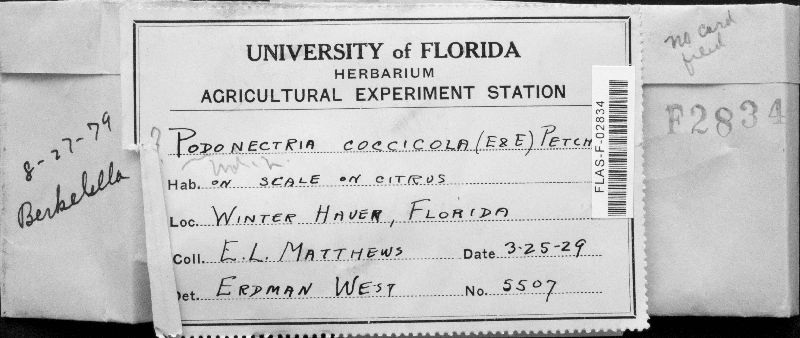 UNIVERSITY of FLORIDA
HERBARIUM
AGRICULTURAL EXPERIMENT STATION
? PODONECTRIA COCCICOLA (E&E) PETCH
Hab. ON SCALE ON CITRUS
Loc. WINTER HAVEN, FLORIDA
Coll. E.L. MATTHEWS Date 3-25-29
Det. ERDMAN WEST No. 5507
FLAS-F-02834
8-27-79
Berkelella
no card
filed
F2834